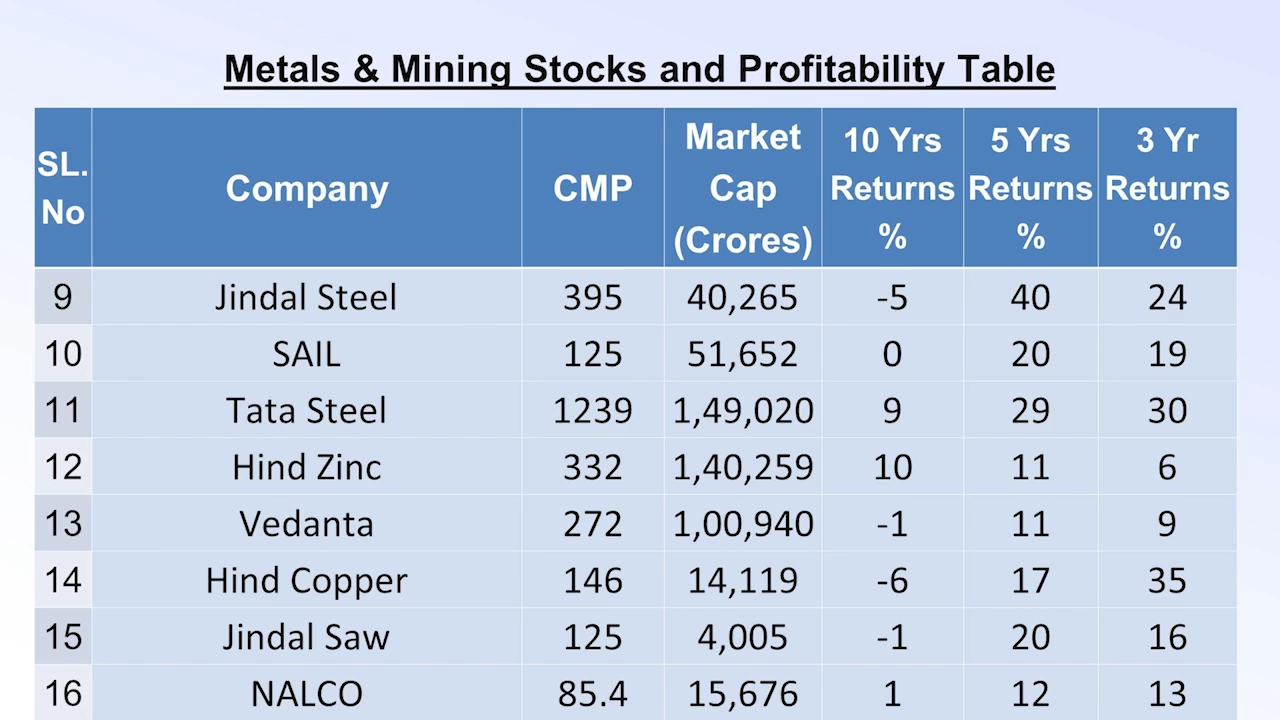 Metals & Mining Stocks and Profitability Table
SL. No Company CMP Market Cap (Crores) 10 Yrs Returns % 5 Yrs Returns % 3 Yr Returns %
9 Jindal Steel 395 40,265 -5 40 24
10 SAIL 125 51,652 0 20 19
11 Tata Steel 1239 1,49,020 9 29 30
12 Hind Zinc 332 1,40,259 10 11 6
13 Vedanta 272 1,00,940 -1 11 9
14 Hind Copper 146 14,119 -6 17 35
15 Jindal Saw 125 4,005 -1 20 16
16 NALCO 85.4 15,676 1 12 13